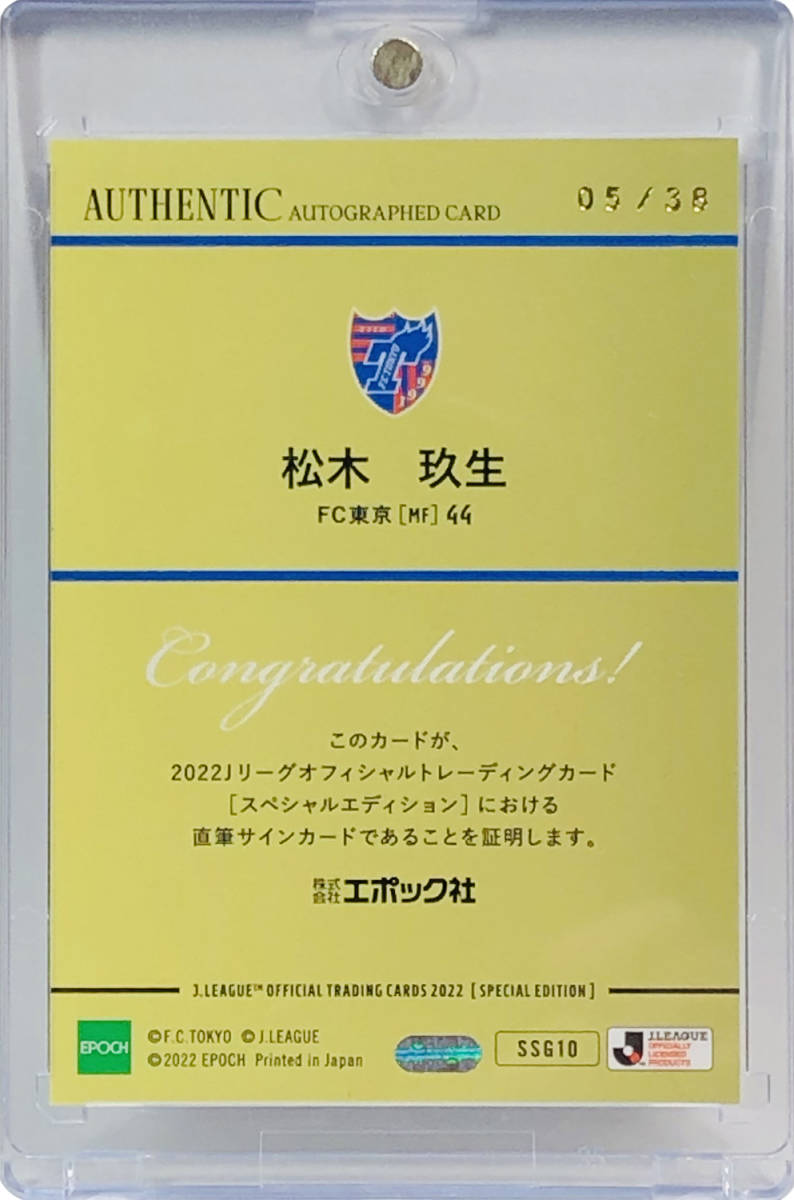 AUTHENTIC AUTOGRAPHED CARD 05/38
FC TOKYO
1999
松木　玖生
FC東京[MF] 44
Congratulations!
このカードが、
2022Jリーグオフィシャルトレーディングカード
[スペシャルエディション]における
直筆サインカードであることを証明します。
株式会社エポック社
J.LEAGUE™ OFFICIAL TRADING CARDS 2022 [SPECIAL EDITION]
EPOCH
©F.C.TOKYO ©J.LEAGUE
©2022 EPOCH Printed in Japan
SSG10
J.LEAGUE
OFFICIALLY
LICENSED
PRODUCTS